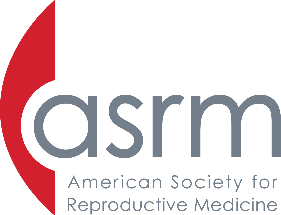 asrm
American Society for
Reproductive Medicine